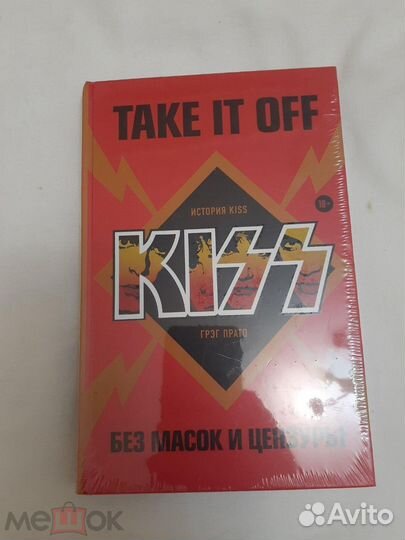 TAKE IT OFF
ИСТОРИЯ KISS
18+
KISS
ГРЭГ ПРАТО
БЕЗ МАСОК И ЦЕНЗУРЫ
мешок
Avito